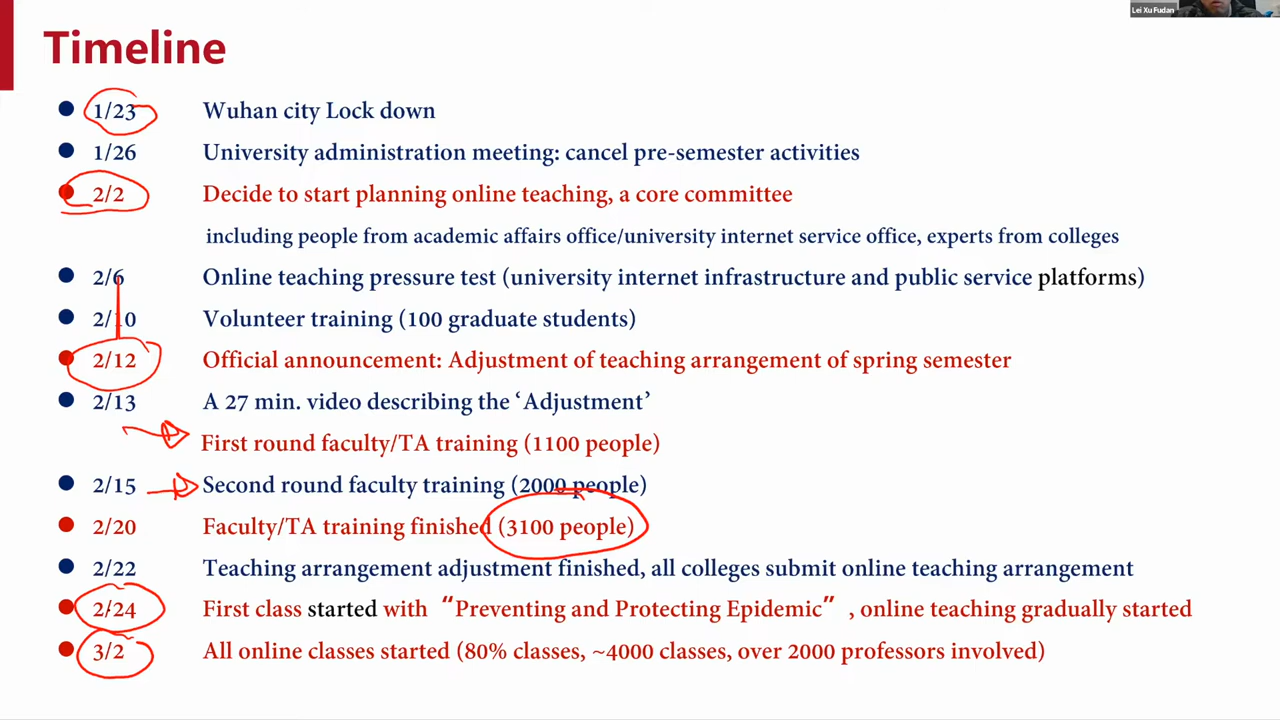 Lei Xu Fudan
Timeline
1/23 Wuhan city Lock down
1/26 University administration meeting: cancel pre-semester activities
2/2 Decide to start planning online teaching, a core committee
including people from academic affairs office/university internet service office, experts from colleges
2/6 Online teaching pressure test (university internet infrastructure and public service platforms)
2/10 Volunteer training (100 graduate students)
2/12 Official announcement: Adjustment of teaching arrangement of spring semester
2/13 A 27 min. video describing the ‘Adjustment’
First round faculty/TA training (1100 people)
2/15 Second round faculty training (2000 people)
2/20 Faculty/TA training finished (3100 people)
2/22 Teaching arrangement adjustment finished, all colleges submit online teaching arrangement
2/24 First class started with “Preventing and Protecting Epidemic”, online teaching gradually started
3/2 All online classes started (80% classes, ~4000 classes, over 2000 professors involved)